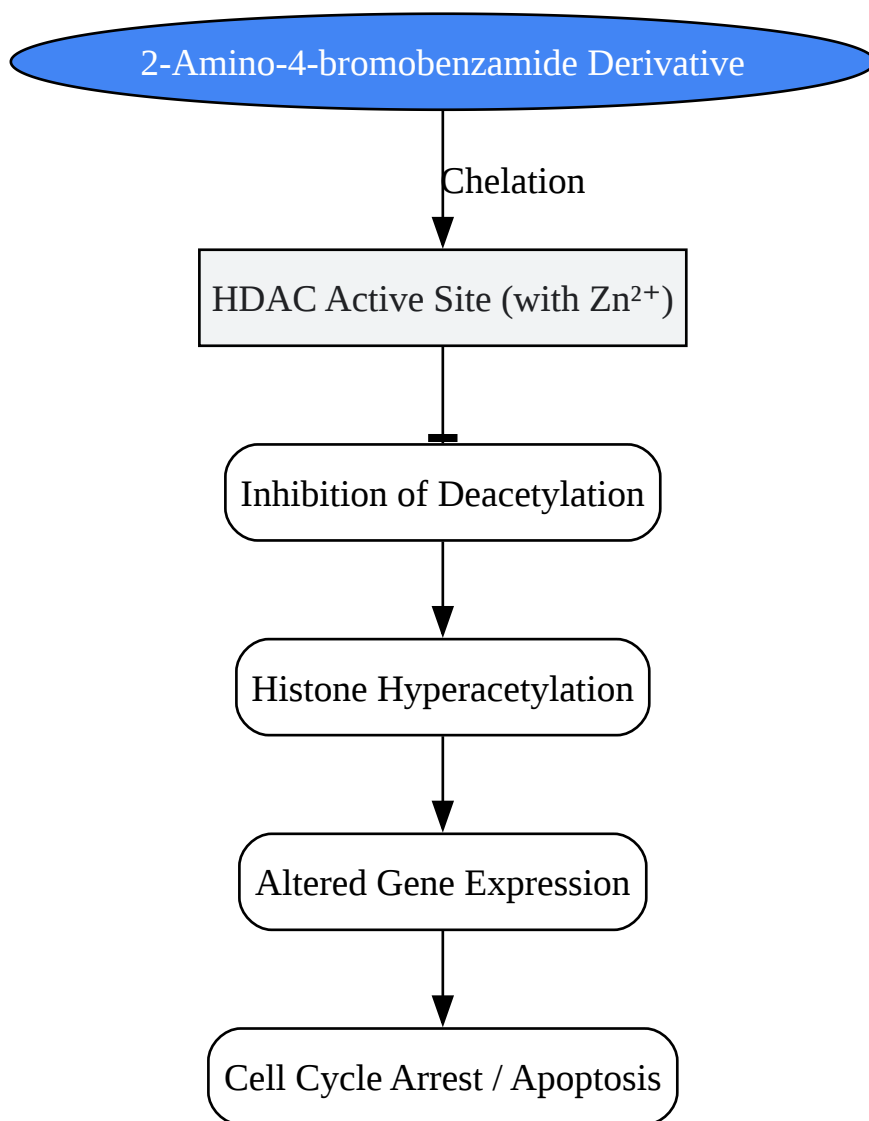 2-Amino-4-bromobenzamide Derivative
Chelation
HDAC Active Site (with Zn²⁺)
Inhibition of Deacetylation
Histone Hyperacetylation
Altered Gene Expression
Cell Cycle Arrest / Apoptosis